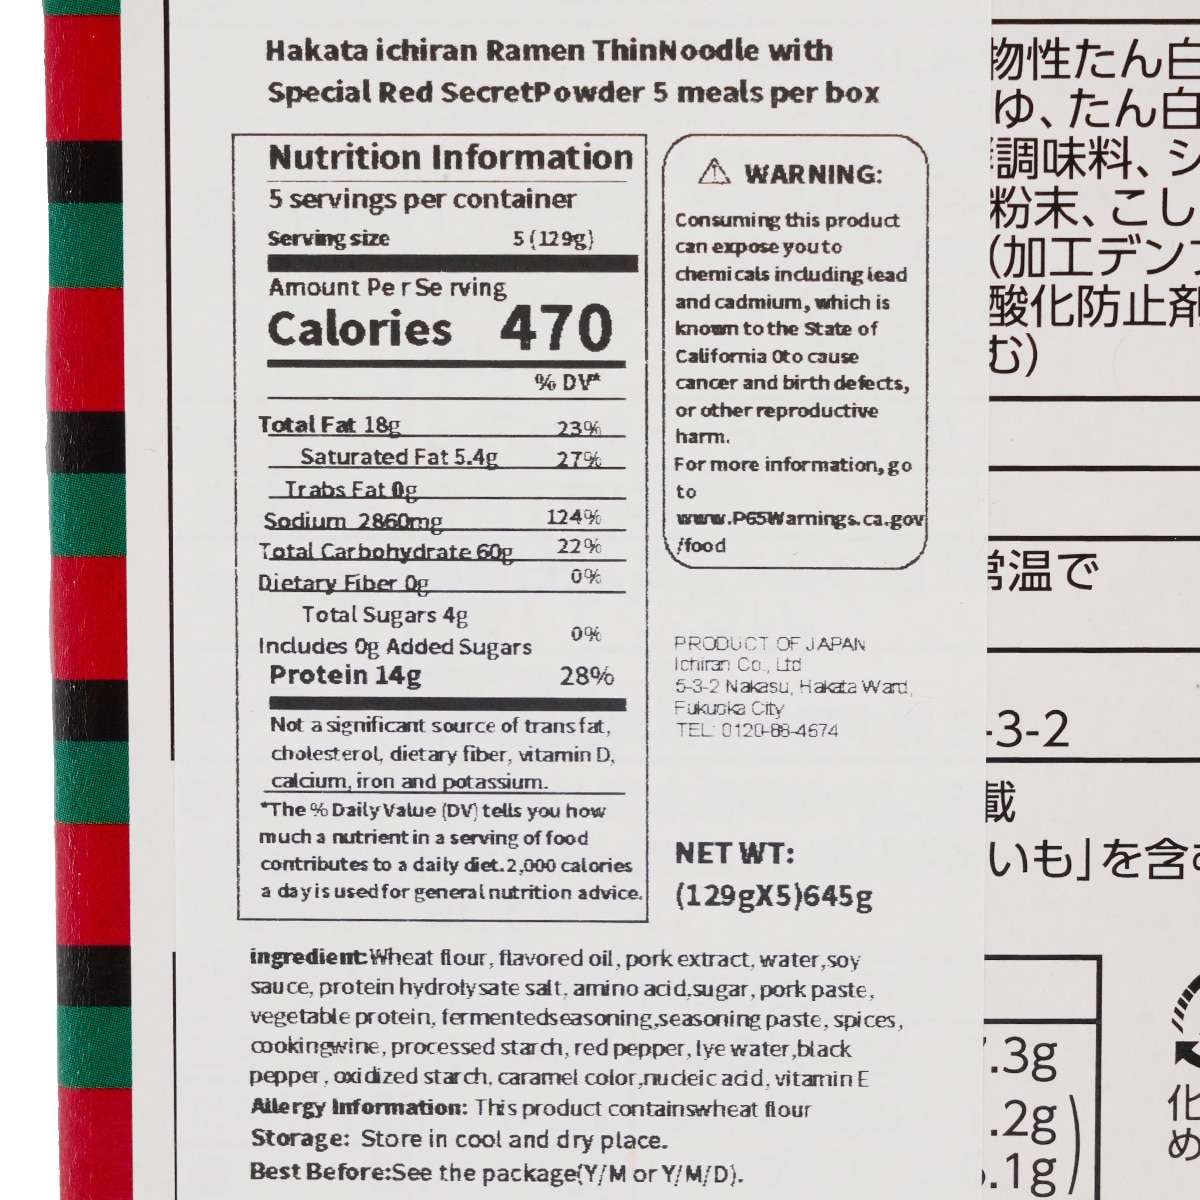 Hakata ichiran Ramen ThinNoodle with
Special Red SecretPowder 5 meals per box
Nutrition Information
5 servings per container
Serving size 5 (129g)
Amount Per Serving
Calories 470
% DV*
Total Fat 18g 23%
Saturated Fat 5.4g 27%
Trabs Fat 0g
Sodium 2860mg 124%
Total Carbohydrate 60g 22%
Dietary Fiber 0g 0%
Total Sugars 4g
Includes 0g Added Sugars 0%
Protein 14g 28%
Not a significant source of trans fat,
cholesterol, dietary fiber, vitamin D,
calcium, iron and potassium.
*The % Daily Value (DV) tells you how
much a nutrient in a serving of food
contributes to a daily diet.2,000 calories
a day is used for general nutrition advice.
⚠ WARNING:
Consuming this product
can expose you to
chemicals including lead
and cadmium, which is
known to the State of
California 0to cause
cancer and birth defects,
or other reproductive
harm.
For more information, go
to
www.P65Warnings.ca.gov
/food
PRODUCT OF JAPAN
Ichiran Co., Ltd
5-3-2 Nakasu, Hakata Ward,
Fukuoka City
TEL: 0120-88-4674
NET WT:
(129gX5)645g
ingredient:Wheat flour, flavored oil, pork extract, water,soy
sauce, protein hydrolysate salt, amino acid,sugar, pork paste,
vegetable protein, fermentedseasoning,seasoning paste, spices,
cookingwine, processed starch, red pepper, lye water,black
pepper, oxidized starch, caramel color,nucleic acid, vitamin E
Allergy Information: This product containswheat flour
Storage: Store in cool and dry place.
Best Before:See the package(Y/M or Y/M/D).
物性たん白
ゆ、たん白
調味料、シ
粉末、こし
（加工デンプ
酸化防止剤
む）
常温で
-3-2
載
いも」を含む
.3g
.2g
.1g
化
め